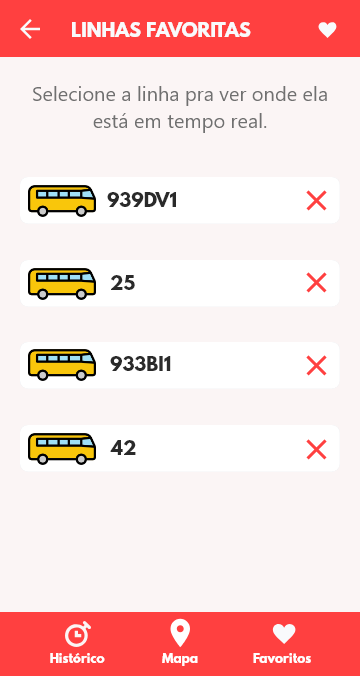 LINHAS FAVORITAS
Selecione a linha pra ver onde ela
está em tempo real.
939DV1
25
933BI1
42
Histórico
Mapa
Favoritos